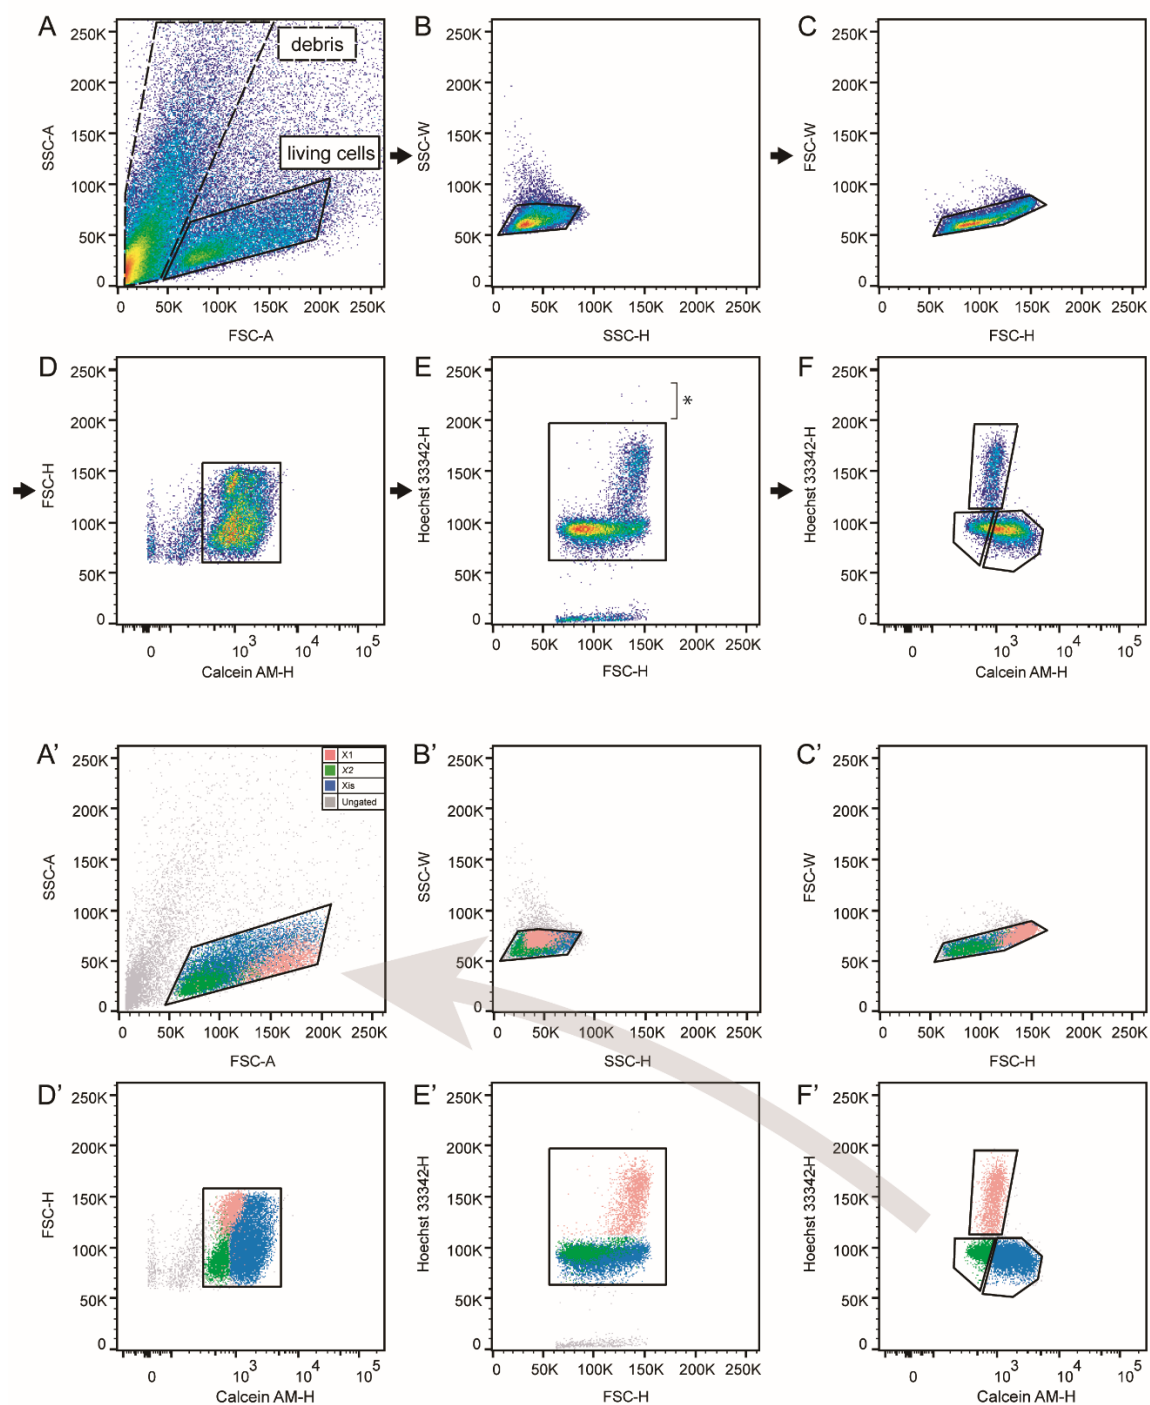 A
250K
200K
150K
100K
50K
0
SSC-A
debris
living cells
0 50K 100K 150K 200K 250K
FSC-A
B
250K
200K
150K
100K
50K
0
SSC-W
0 50K 100K 150K 200K 250K
SSC-H
C
250K
200K
150K
100K
50K
0
FSC-W
0 50K 100K 150K 200K 250K
FSC-H
D
250K
200K
150K
100K
50K
0
FSC-H
0 10^3 10^4 10^5
Calcein AM-H
E
250K
200K
150K
100K
50K
0
Hoechst 33342-H
*
0 50K 100K 150K 200K 250K
FSC-H
F
250K
200K
150K
100K
50K
0
Hoechst 33342-H
0 10^3 10^4 10^5
Calcein AM-H
A’
250K
200K
150K
100K
50K
0
SSC-A
X1
X2
Xis
Ungated
0 50K 100K 150K 200K 250K
FSC-A
B’
250K
200K
150K
100K
50K
0
SSC-W
0 50K 100K 150K 200K 250K
SSC-H
C’
250K
200K
150K
100K
50K
0
FSC-W
0 50K 100K 150K 200K 250K
FSC-H
D’
250K
200K
150K
100K
50K
0
FSC-H
0 10^3 10^4 10^5
Calcein AM-H
E’
250K
200K
150K
100K
50K
0
Hoechst 33342-H
0 50K 100K 150K 200K 250K
FSC-H
F’
250K
200K
150K
100K
50K
0
Hoechst 33342-H
0 10^3 10^4 10^5
Calcein AM-H